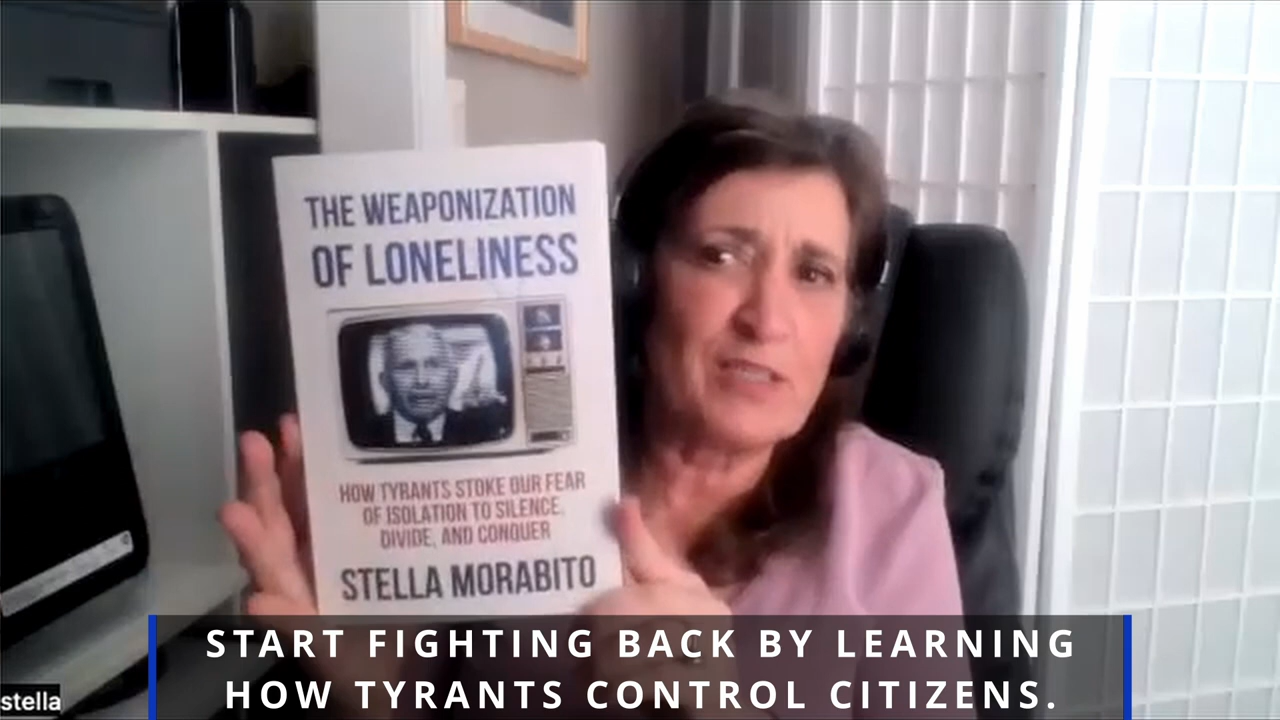 THE WEAPONIZATION
OF LONELINESS
HOW TYRANTS STOKE OUR FEAR
OF ISOLATION TO SILENCE,
DIVIDE, AND CONQUER
STELLA MORABITO
START FIGHTING BACK BY LEARNING
HOW TYRANTS CONTROL CITIZENS.
stella